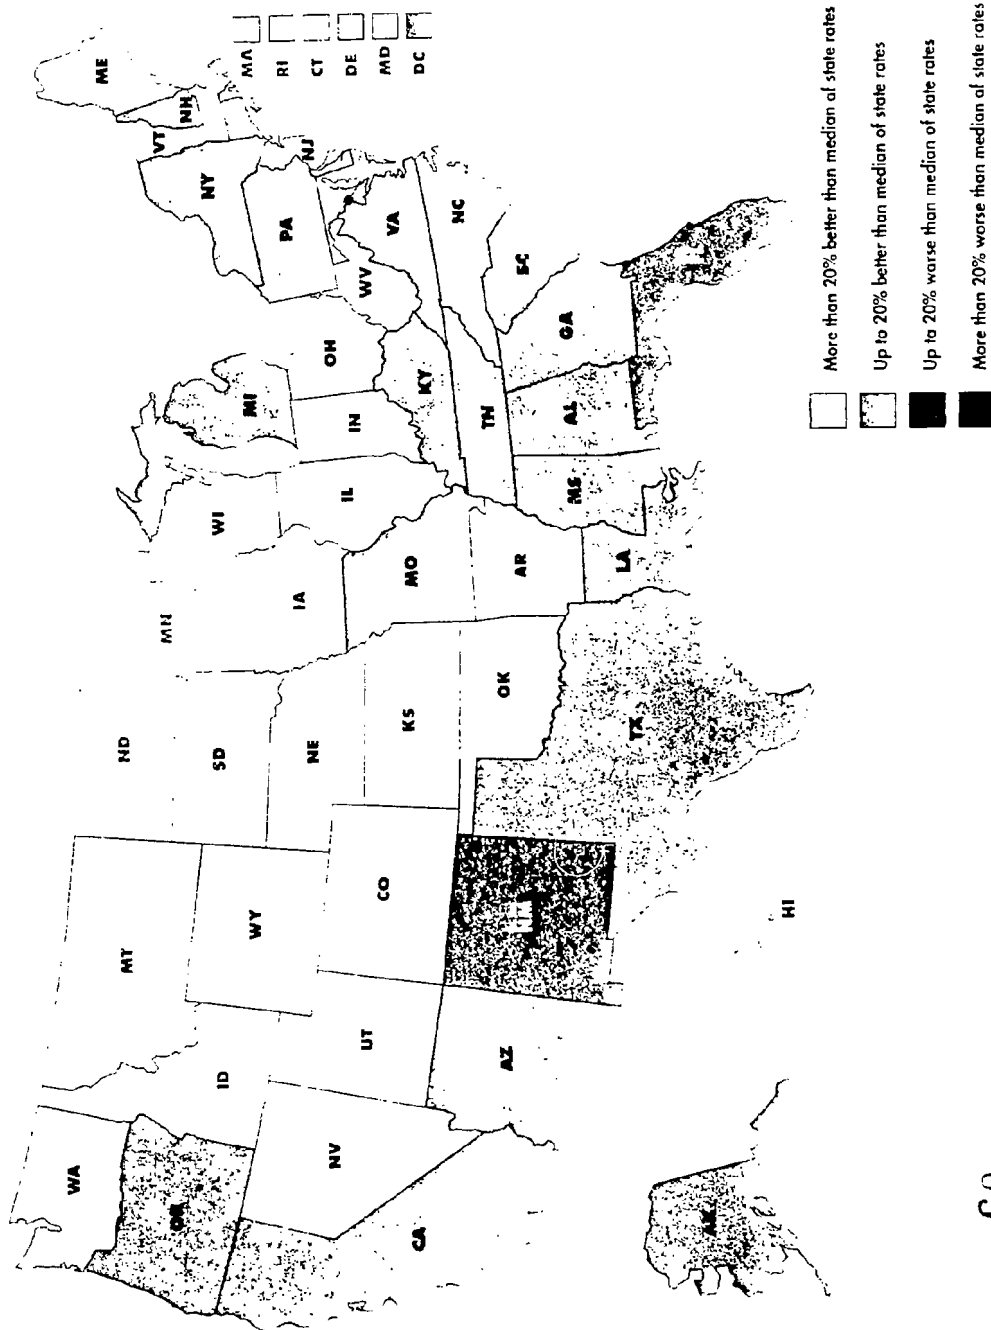 WA
OR
CA
NV
ID
MT
WY
UT
AZ
CO
ND
SD
NE
KS
OK
TX
MN
IA
MO
AR
LA
WI
IL
MS
MI
IN
OH
KY
TN
AL
GA
WV
VA
NC
SC
PA
NY
NJ
VT
NH
ME
AK
HI
MA
RI
CT
DE
MD
DC
More than 20% better than median of state rates
Up to 20% better than median of state rates
Up to 20% warse than median of state rates
More than 20% worse than median of state rates